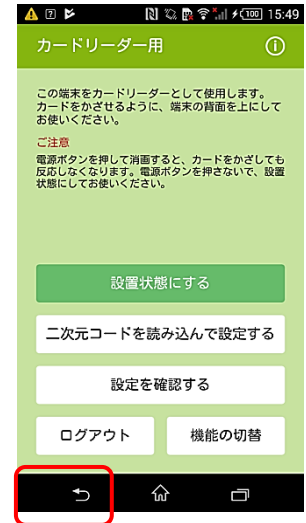 100 15:49
カードリーダー用
この端末をカードリーダーとして使用します。
カードをかざせるように、端末の背面を上にして
お使いください。
ご注意
電源ボタンを押して消画すると、カードをかざしても
反応しなくなります。電源ボタンを押さないで、設置
状態にしてお使いください。
設置状態にする
二次元コードを読み込んで設定する
設定を確認する
ログアウト
機能の切替